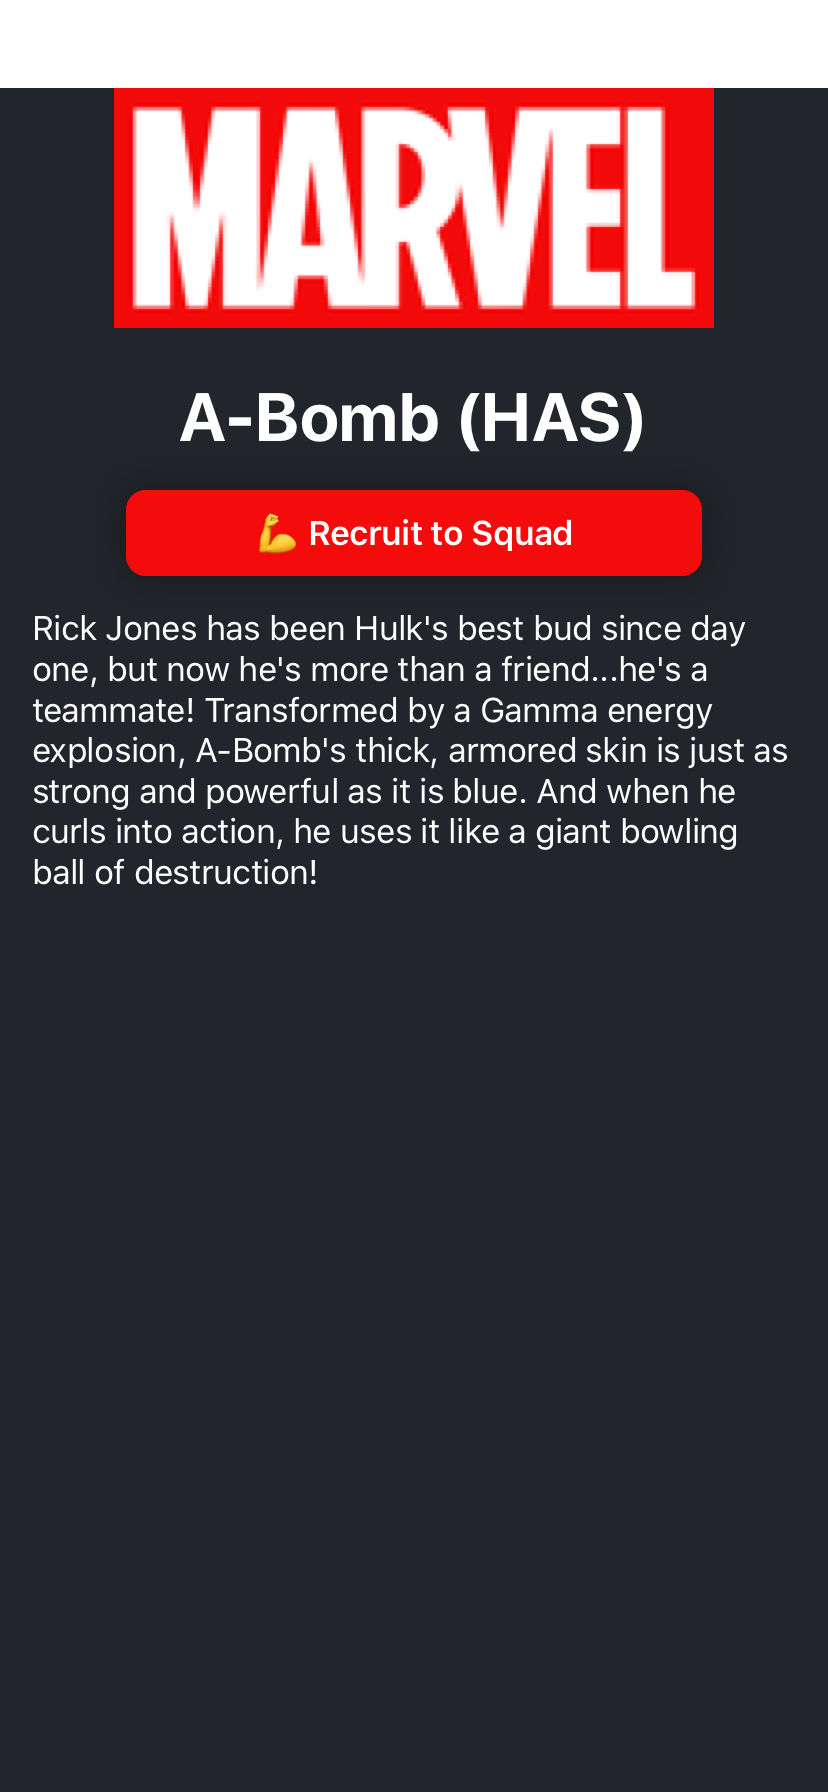 MARVEL
A-Bomb (HAS)
💪 Recruit to Squad
Rick Jones has been Hulk's best bud since day
one, but now he's more than a friend...he's a
teammate! Transformed by a Gamma energy
explosion, A-Bomb's thick, armored skin is just as
strong and powerful as it is blue. And when he
curls into action, he uses it like a giant bowling
ball of destruction!